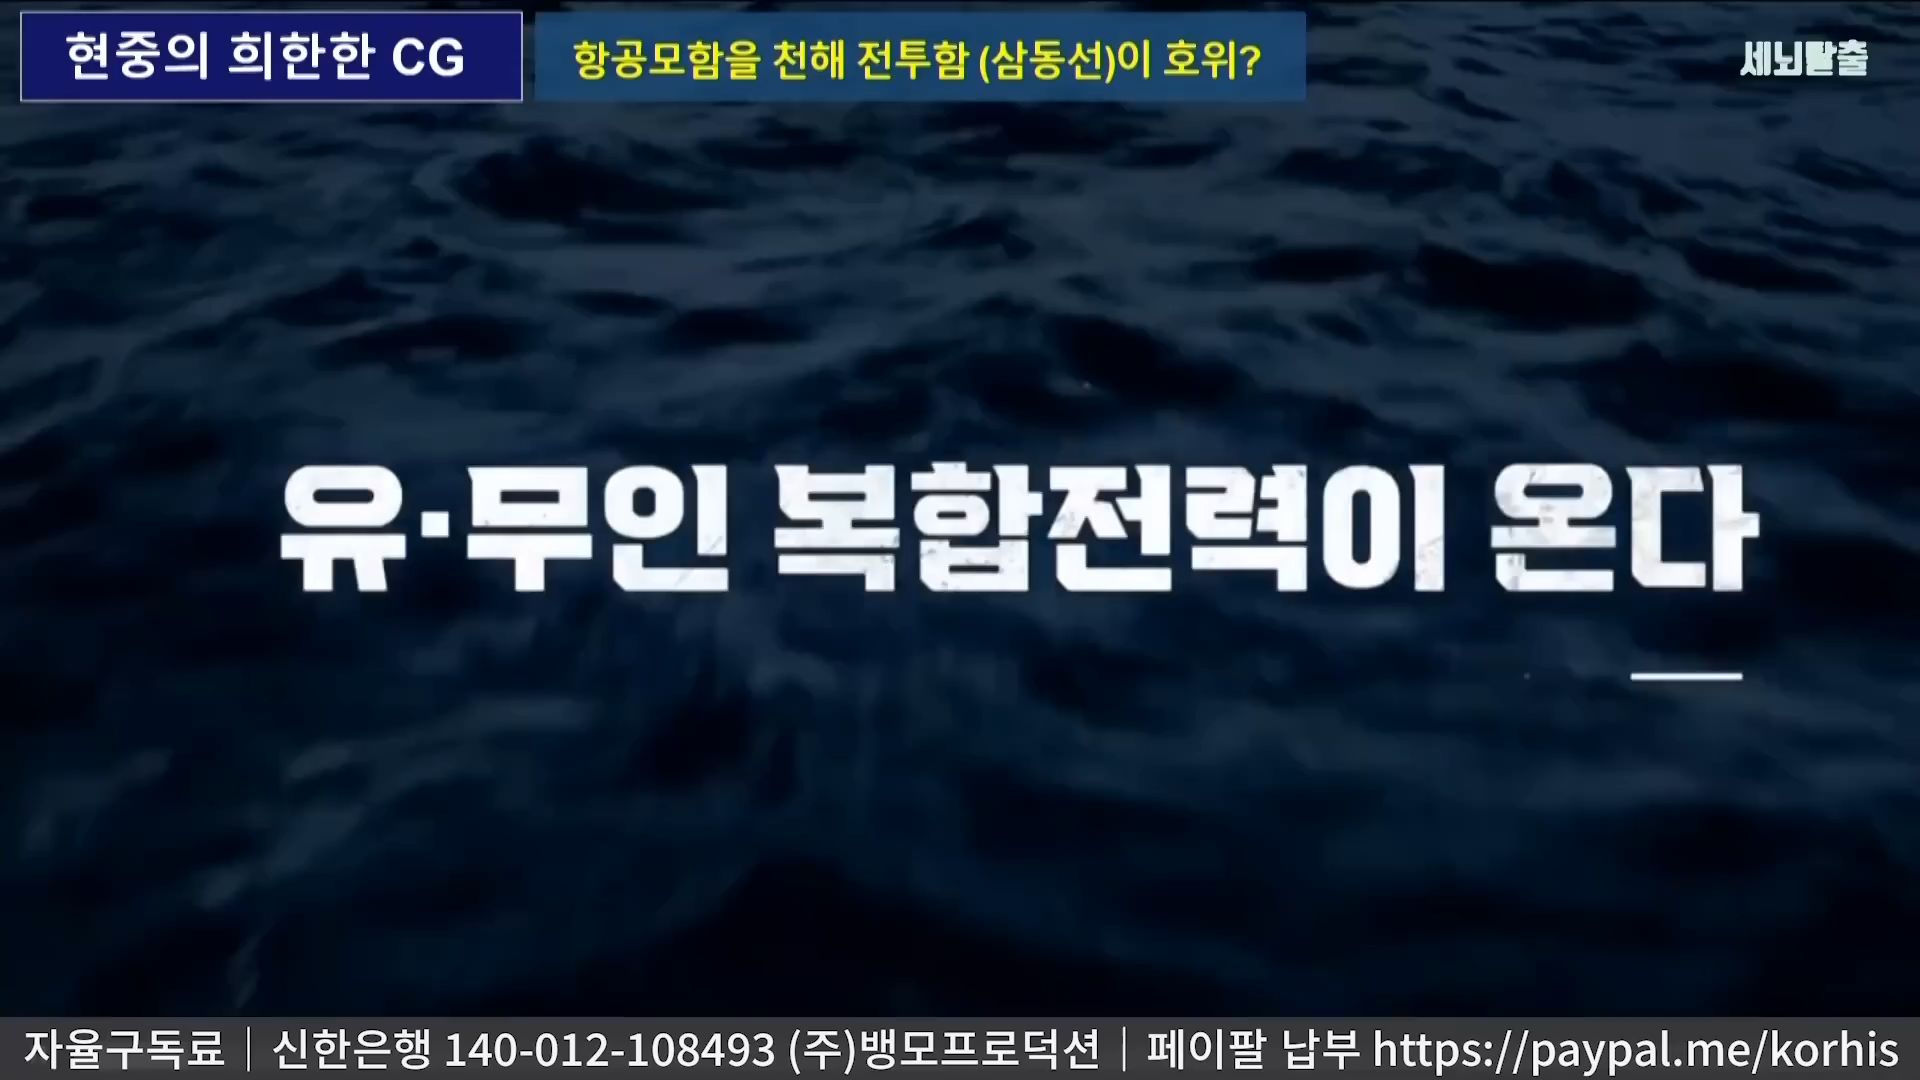 현중의 희한한 CG
항공모함을 천해 전투함 (삼동선)이 호위?
세뇌탈출
유·무인 복합전력이 온다
자율구독료｜신한은행 140-012-108493 (주)뱅모프로덕션｜페이팔 납부 https://paypal.me/korhis